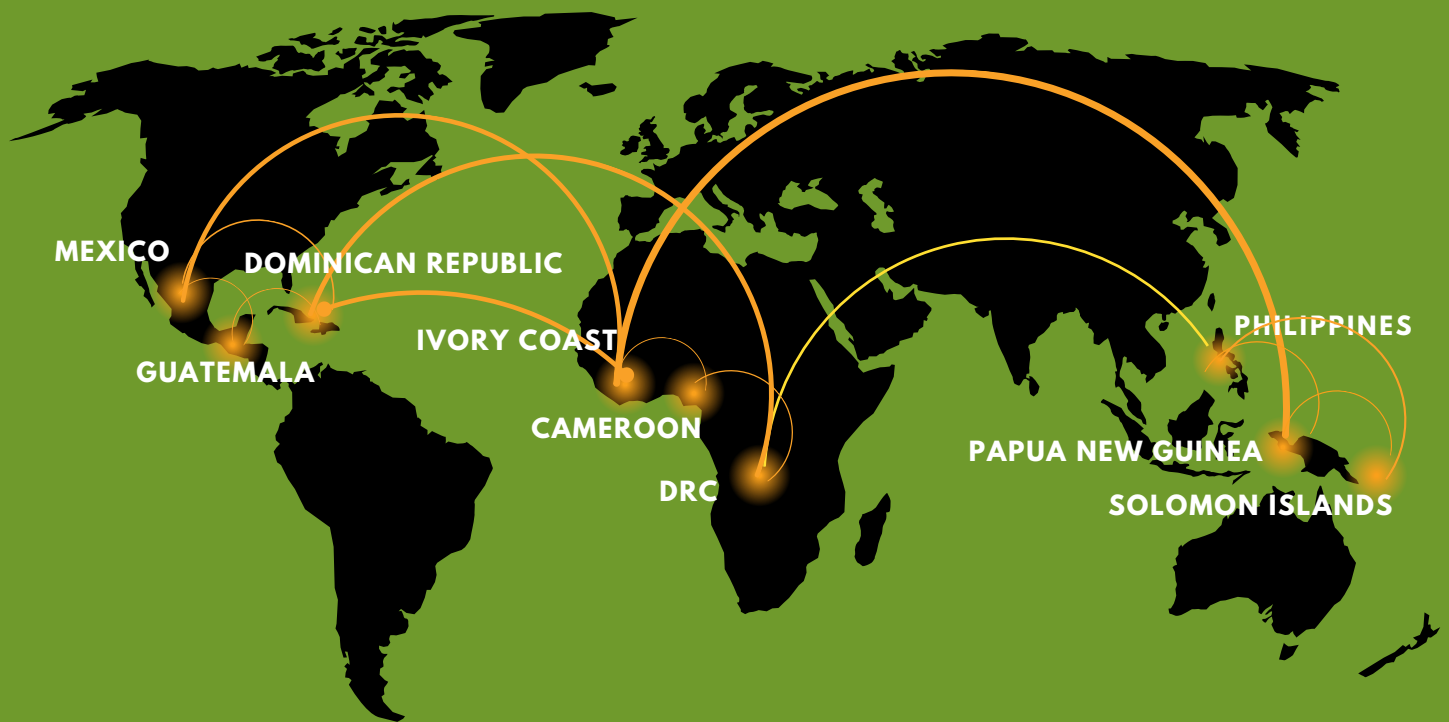 MEXICO
DOMINICAN REPUBLIC
GUATEMALA
IVORY COAST
CAMEROON
DRC
PHILIPPINES
PAPUA NEW GUINEA
SOLOMON ISLANDS